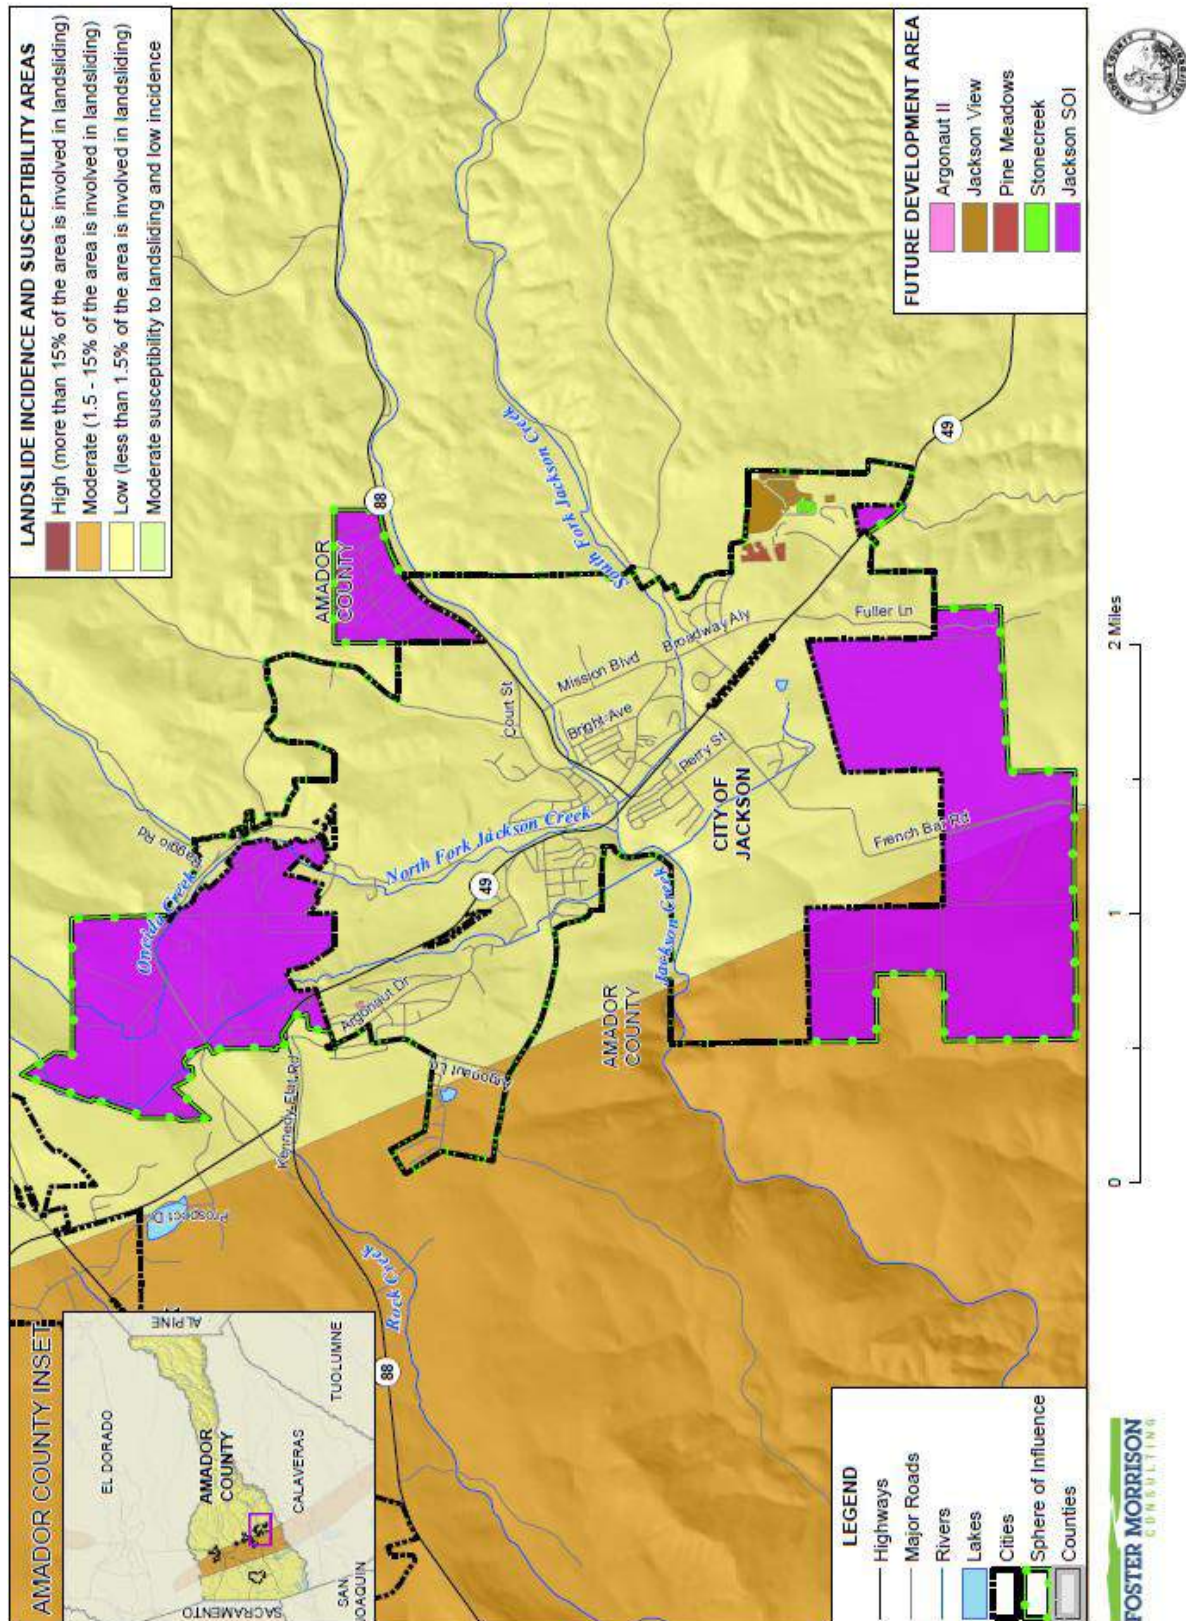 AMADOR COUNTY INSET
EL DORADO
ALPINE
AMADOR
COUNTY
SACRAMENTO
CALAVERAS
TUOLUMNE
SAN
JOAQUIN
LANDSLIDE INCIDENCE AND SUSCEPTIBILITY AREAS
High (more than 15% of the area is involved in landsliding)
Moderate (1.5 - 15% of the area is involved in landsliding)
Low (less than 1.5% of the area is involved in landsliding)
Moderate susceptibility to landsliding and low incidence
Prospect Dr
Oneida Creek
Raggio Rd
Kennedy Flat Rd
Argonaut Dr
Argonaut Ln
Rock Creek
88
49
North Fork Jackson Creek
AMADOR
COUNTY
88
Court St
Mission Blvd
Bright Ave
Broadway Aly
South Fork Jackson Creek
Perry St
CITY OF
JACKSON
Jackson Creek
AMADOR
COUNTY
French Bar Rd
Fuller Ln
49
LEGEND
Highways
Major Roads
Rivers
Lakes
Cities
Sphere of Influence
Counties
FUTURE DEVELOPMENT AREA
Argonaut II
Jackson View
Pine Meadows
Stonecreek
Jackson SOI
0
1
2 Miles
FOSTER MORRISON
CONSULTING
AMADOR COUNTY